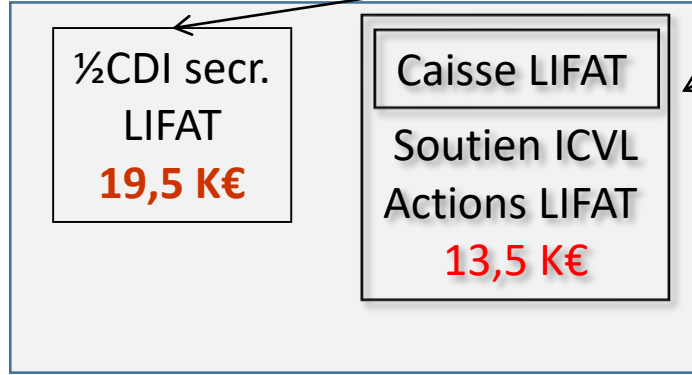 ½CDI secr.
LIFAT
19,5 K€
Caisse LIFAT
Soutien ICVL
Actions LIFAT
13,5 K€